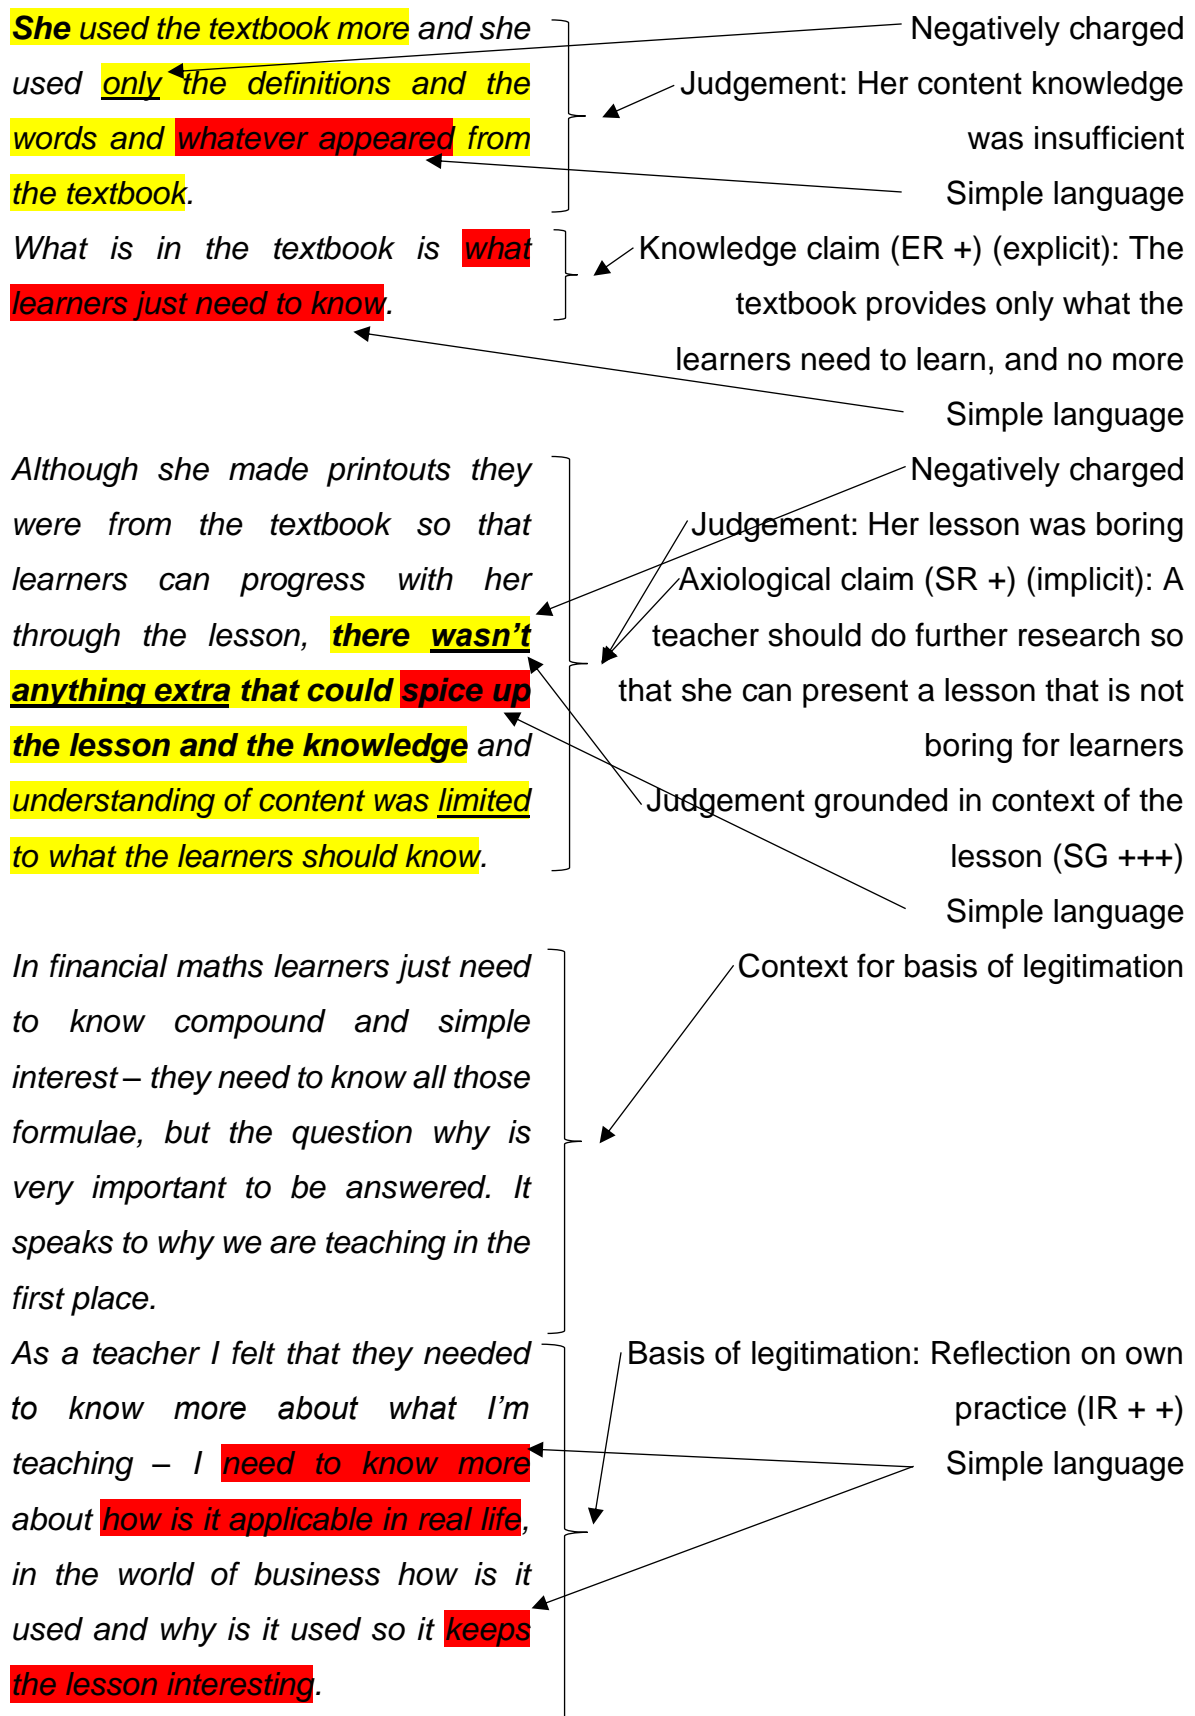 She used the textbook more and she
used only the definitions and the
words and whatever appeared from
the textbook.
What is in the textbook is what
learners just need to know.
Although she made printouts they
were from the textbook so that
learners can progress with her
through the lesson, there wasn't
anything extra that could spice up
the lesson and the knowledge and
understanding of content was limited
to what the learners should know.
In financial maths learners just need
to know compound and simple
interest – they need to know all those
formulae, but the question why is
very important to be answered. It
speaks to why we are teaching in the
first place.
As a teacher I felt that they needed
to know more about what I'm
teaching – I need to know more
about how is it applicable in real life,
in the world of business how is it
used and why is it used so it keeps
the lesson interesting.
Negatively charged
Judgement: Her content knowledge
was insufficient
Simple language
Knowledge claim (ER +) (explicit): The
textbook provides only what the
learners need to learn, and no more
Simple language
Negatively charged
Judgement: Her lesson was boring
Axiological claim (SR +) (implicit): A
teacher should do further research so
that she can present a lesson that is not
boring for learners
Judgement grounded in context of the
lesson (SG +++)
Simple language
Context for basis of legitimation
Basis of legitimation: Reflection on own
practice (IR + +)
Simple language